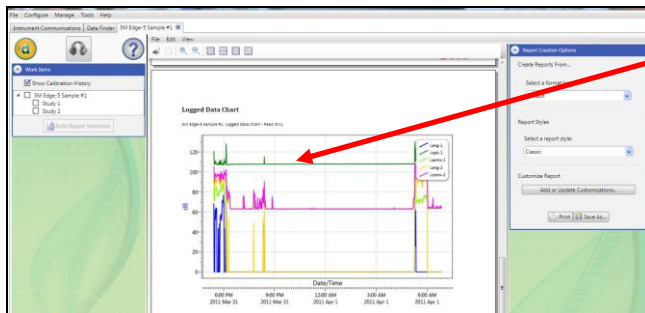 File Configure Manage Tools Help
Instrument Communications Data Finder 3M Edge-5 Sample #1
File Edit View
Work Items
Show Calibration History
3M Edge-5 Sample #1
Study 1
Study 2
Build Report Selections
Logged Data Chart
3M Edge-5 Sample #1: Logged Data Chart - Read Only
dB
120
100
80
60
40
20
0
Lavg-1
Lavg-2
6:00 PM 9:00 PM 12:00 AM 3:00 AM 6:00 AM
2011 Mar 31 2011 Mar 31 2011 Apr 1 2011 Apr 1 2011 Apr 1
Date/Time
Report Creation Options
Create Reports From...
Select a format
Report Styles
Select a report style:
Classic
Customize Report
Add or Update Customizations...
Print Save As...